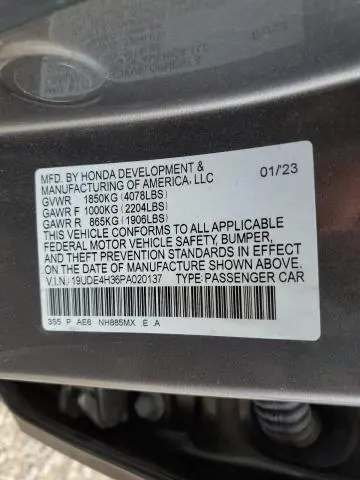 MFD. BY HONDA DEVELOPMENT &
MANUFACTURING OF AMERICA, LLC 01/23
GVWR 1850KG (4078LBS)
GAWR F 1000KG (2204LBS)
GAWR R 865KG (1906LBS)
THIS VEHICLE CONFORMS TO ALL APPLICABLE
FEDERAL MOTOR VEHICLE SAFETY, BUMPER,
AND THEFT PREVENTION STANDARDS IN EFFECT
ON THE DATE OF MANUFACTURE SHOWN ABOVE.
V.I.N.: 19UDE4H36PA020137 TYPE:PASSENGER CAR
3S5 P AE6 NH885MX E A